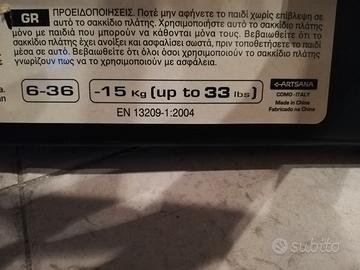 GR ΠΡΟΕΙΔΟΠΟΙΗΣΕΙΣ. Ποτέ μην αφήνετε το παιδί χωρίς επίβλεψη σε
αυτό το σακκίδιο πλάτης. Χρησιμοποιήστε αυτό το σακκίδιο πλάτης
μόνο με παιδιά που μπορούν να κάθονται μόνα τους. Βεβαιωθείτε ότι το
σακκίδιο πλάτης έχει ανοίξει και ασφαλίσει σωστά, πριν τοποθετήσετε το παιδί
μέσα σε αυτό. Βεβαιωθείτε ότι όλοι όσοι χρησιμοποιούν το σακκίδιο πλάτης
γνωρίζουν πως να το χρησιμοποιούν με ασφάλεια.
6-36
-15 Kg (up to 33 lbs)
ARTSANA
COMO - ITALY
Made in China
Fabricado na China
EN 13209-1:2004
subito